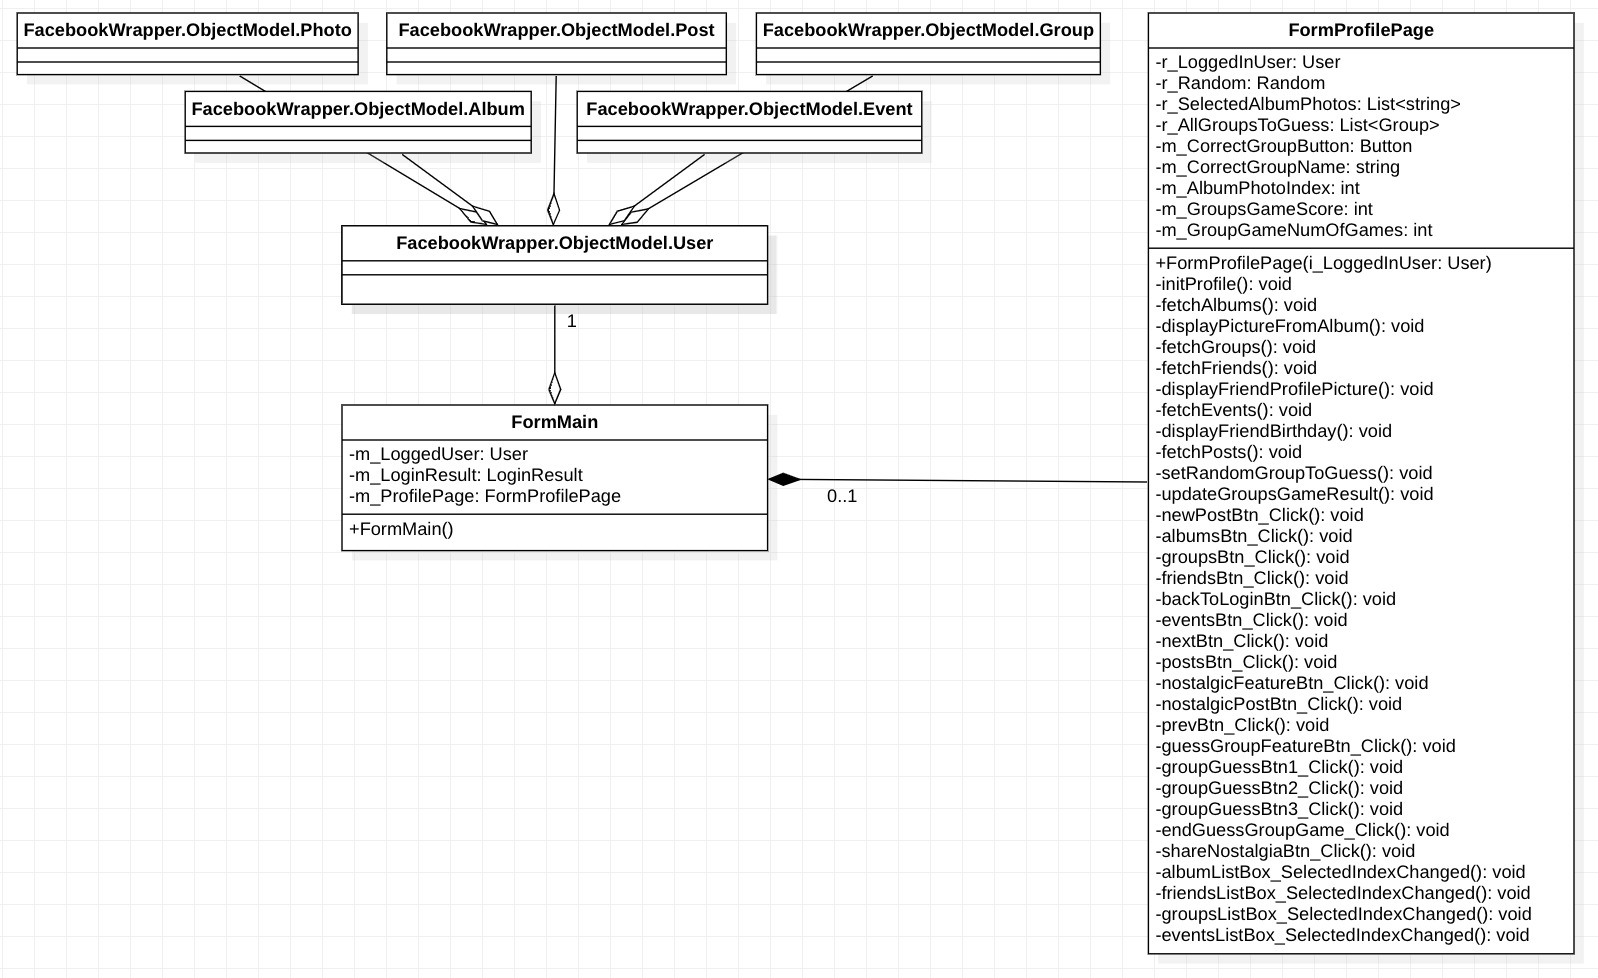 FacebookWrapper.ObjectModel.Photo
FacebookWrapper.ObjectModel.Post
FacebookWrapper.ObjectModel.Group
FacebookWrapper.ObjectModel.Album
FacebookWrapper.ObjectModel.Event
FacebookWrapper.ObjectModel.User
1
FormMain
-m_LoggedUser: User
-m_LoginResult: LoginResult
-m_ProfilePage: FormProfilePage
+FormMain()
0..1
FormProfilePage
-r_LoggedInUser: User
-r_Random: Random
-r_SelectedAlbumPhotos: List<string>
-r_AllGroupsToGuess: List<Group>
-m_CorrectGroupButton: Button
-m_CorrectGroupName: string
-m_AlbumPhotoIndex: int
-m_GroupsGameScore: int
-m_GroupGameNumOfGames: int
+FormProfilePage(i_LoggedInUser: User)
-initProfile(): void
-fetchAlbums(): void
-displayPictureFromAlbum(): void
-fetchGroups(): void
-fetchFriends(): void
-displayFriendProfilePicture(): void
-fetchEvents(): void
-displayFriendBirthday(): void
-fetchPosts(): void
-setRandomGroupToGuess(): void
-updateGroupsGameResult(): void
-newPostBtn_Click(): void
-albumsBtn_Click(): void
-groupsBtn_Click(): void
-friendsBtn_Click(): void
-backToLoginBtn_Click(): void
-eventsBtn_Click(): void
-nextBtn_Click(): void
-postsBtn_Click(): void
-nostalgicFeatureBtn_Click(): void
-nostalgicPostBtn_Click(): void
-prevBtn_Click(): void
-guessGroupFeatureBtn_Click(): void
-groupGuessBtn1_Click(): void
-groupGuessBtn2_Click(): void
-groupGuessBtn3_Click(): void
-endGuessGroupGame_Click(): void
-shareNostalgiaBtn_Click(): void
-albumListBox_SelectedIndexChanged(): void
-friendsListBox_SelectedIndexChanged(): void
-groupsListBox_SelectedIndexChanged(): void
-eventsListBox_SelectedIndexChanged(): void